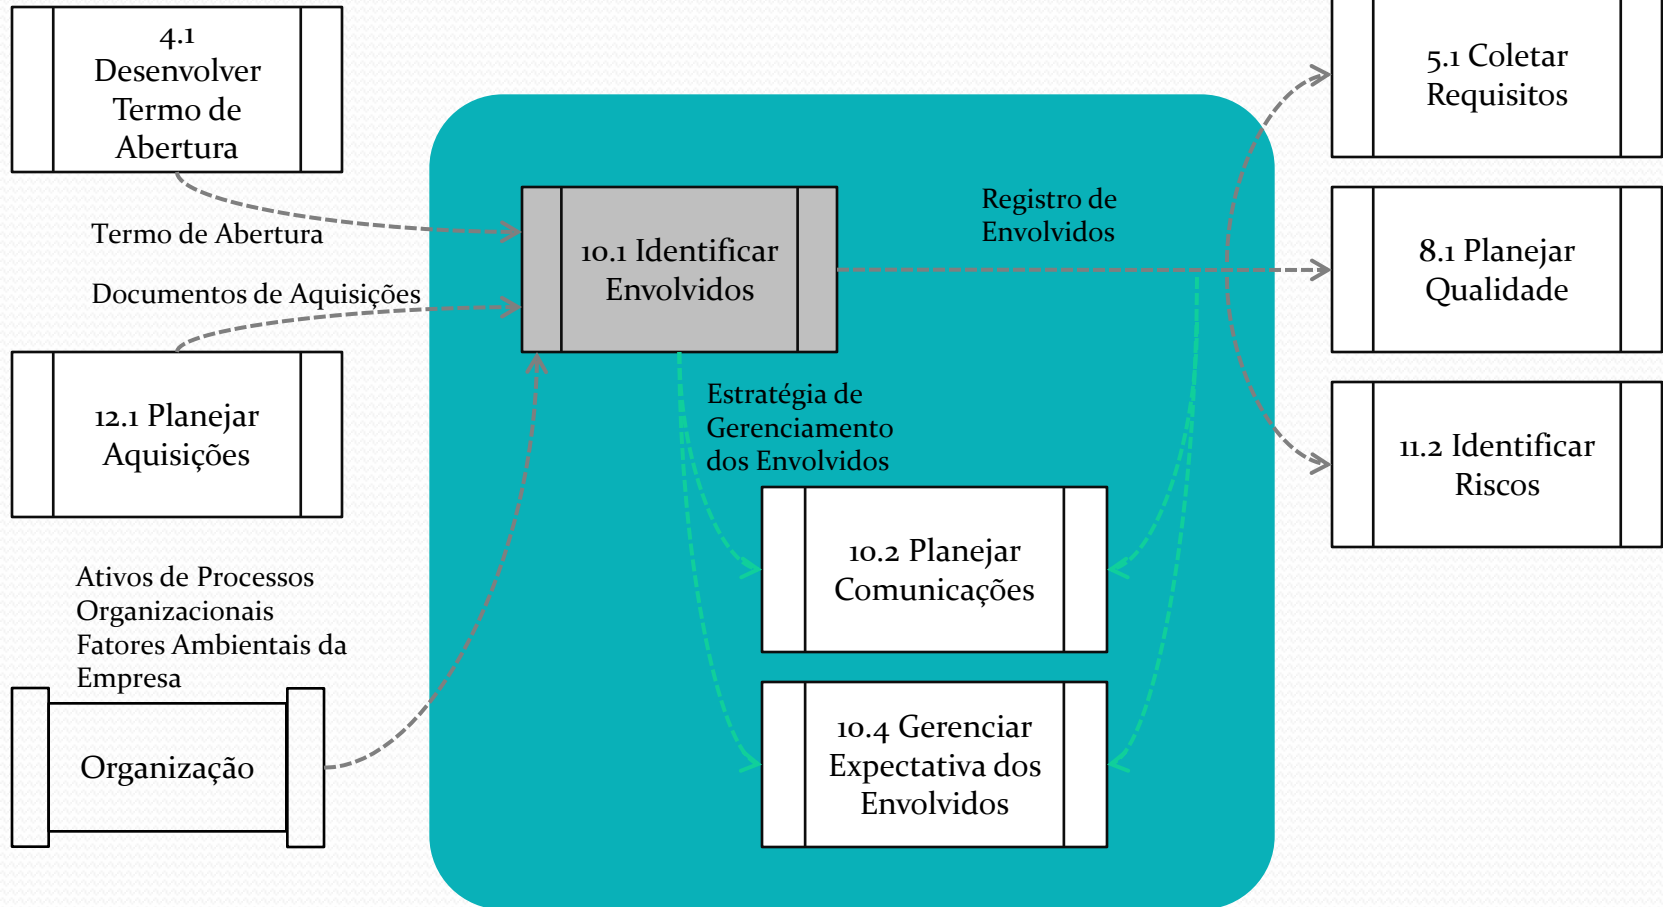 4.1
Desenvolver
Termo de
Abertura
Termo de Abertura
Documentos de Aquisições
12.1 Planejar
Aquisições
Ativos de Processos
Organizacionais
Fatores Ambientais da
Empresa
Organização
10.1 Identificar
Envolvidos
Registro de
Envolvidos
Estratégia de
Gerenciamento
dos Envolvidos
10.2 Planejar
Comunicações
10.4 Gerenciar
Expectativa dos
Envolvidos
5.1 Coletar
Requisitos
8.1 Planejar
Qualidade
11.2 Identificar
Riscos